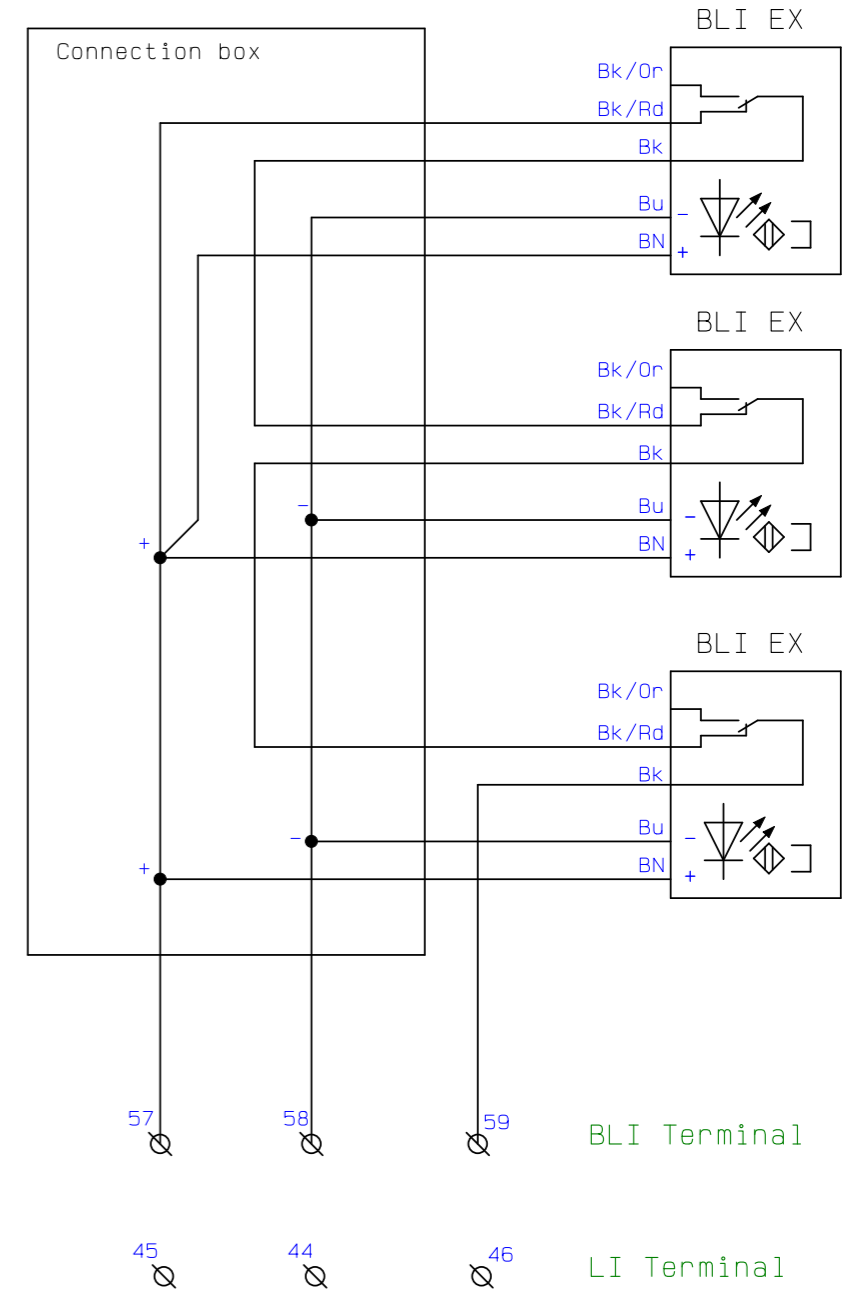 BLI EX
Connection box
Bk/Or
Bk/Rd
Bk
Bu
-
BN
+
BLI EX
Bk/Or
Bk/Rd
Bk
-
Bu
-
+
BN
+
BLI EX
Bk/Or
Bk/Rd
Bk
-
Bu
-
+
BN
+
57
58
59
BLI Terminal
45
44
46
LI Terminal